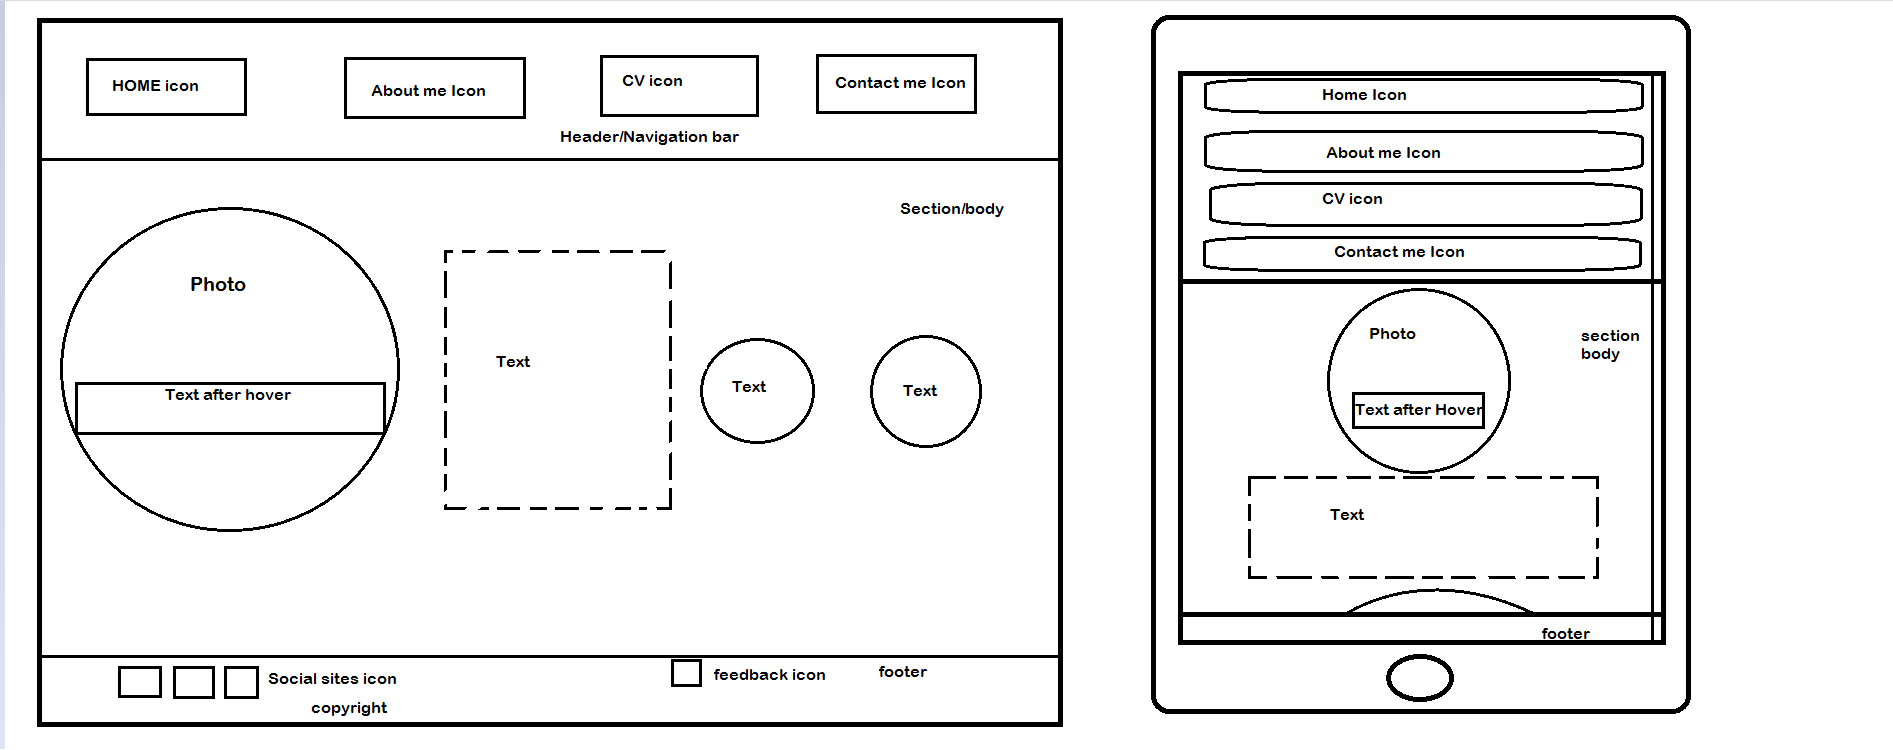 HOME icon
About me Icon
CV icon
Contact me Icon
Header/Navigation bar
Section/body
Photo
Text after hover
Text
Text
Text
Social sites icon
copyright
feedback icon
footer
Home Icon
About me Icon
CV icon
Contact me Icon
Photo
section
body
Text after Hover
Text
footer